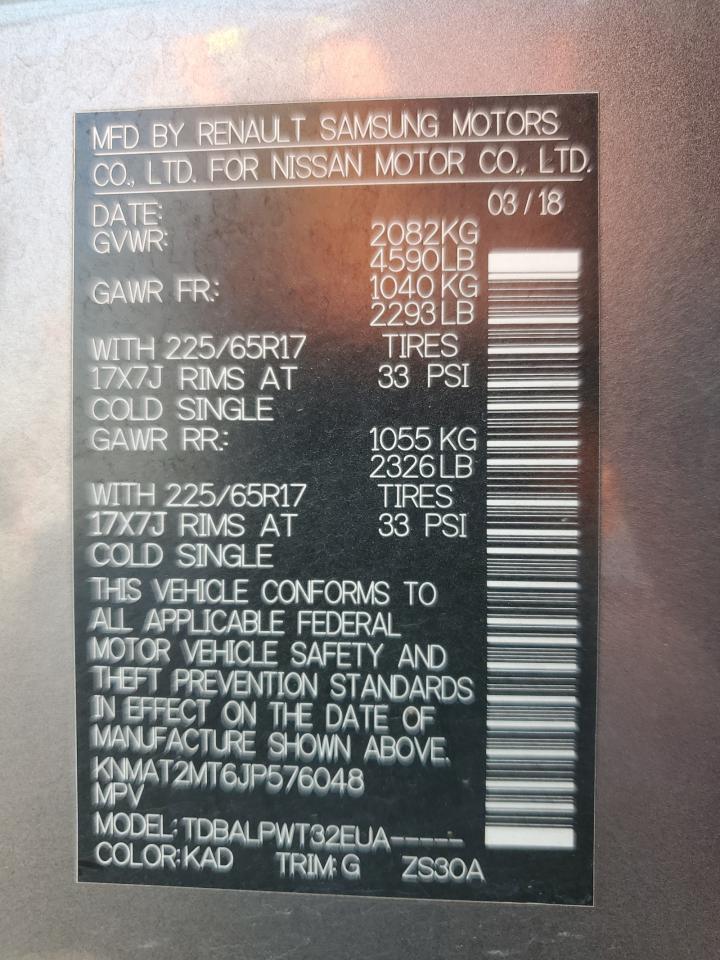 MFD BY RENAULT SAMSUNG MOTORS
CO., LTD. FOR NISSAN MOTOR CO., LTD.
DATE: 03 / 18
GVWR: 2082KG
4590LB
GAWR FR.: 1040 KG
2293LB
WITH 225/65R17 TIRES
17X7J RIMS AT 33 PSI
COLD SINGLE
GAWR RR.: 1055 KG
2326LB
WITH 225/65R17 TIRES
17X7J RIMS AT 33 PSI
COLD SINGLE
THIS VEHICLE CONFORMS TO
ALL APPLICABLE FEDERAL
MOTOR VEHICLE SAFETY AND
THEFT PREVENTION STANDARDS
IN EFFECT ON THE DATE OF
MANUFACTURE SHOWN ABOVE.
KNMAT2MT6JP576048
MPV
MODEL: TDBALPWT32EUA-----
COLOR: KAD TRIM: G ZS30A